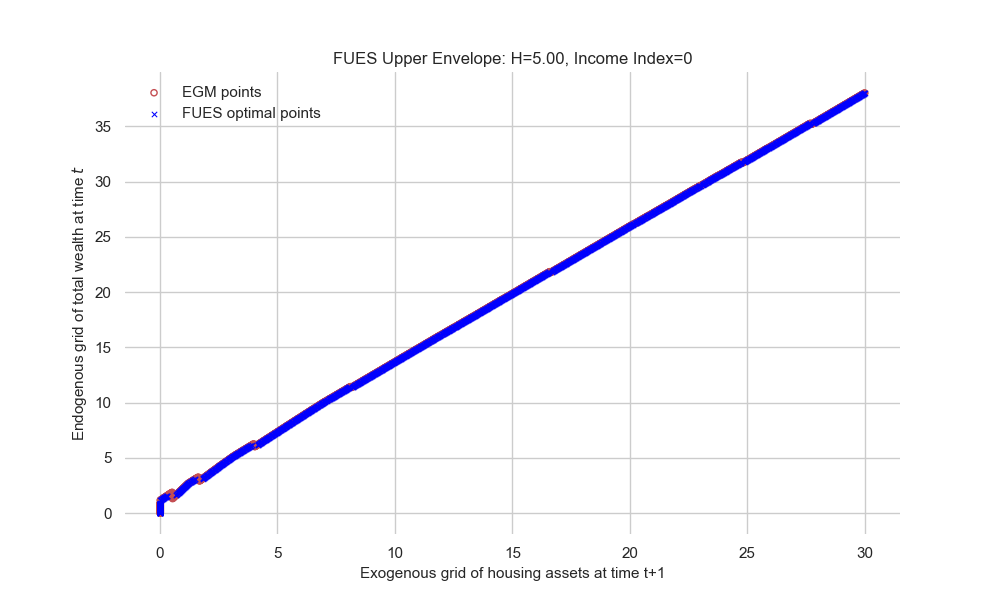 FUES Upper Envelope: H=5.00, Income Index=0
EGM points
FUES optimal points
Endogenous grid of total wealth at time t
35
30
25
20
15
10
5
0
0 5 10 15 20 25 30
Exogenous grid of housing assets at time t+1